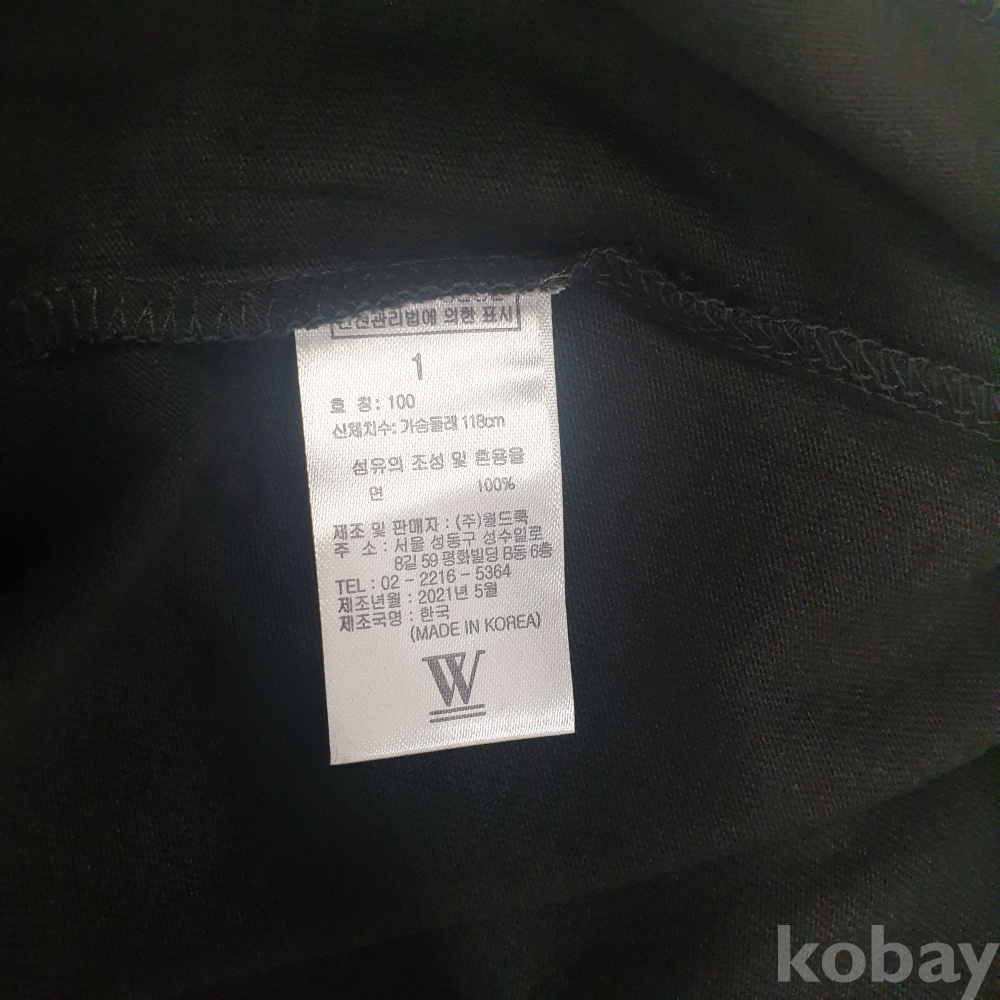 안전관리법에 의한 표시
1
호 칭: 100
신체치수: 가슴둘레 118cm
섬유의 조성 및 혼용율
면 100%
제조 및 판매자 : (주)월드룩
주 소 : 서울 성동구 성수일로
8길 59 평화빌딩 B동 6층
TEL : 02 - 2216 - 5364
제조년월 : 2021년 5월
제조국명 : 한국
(MADE IN KOREA)
W
kobay